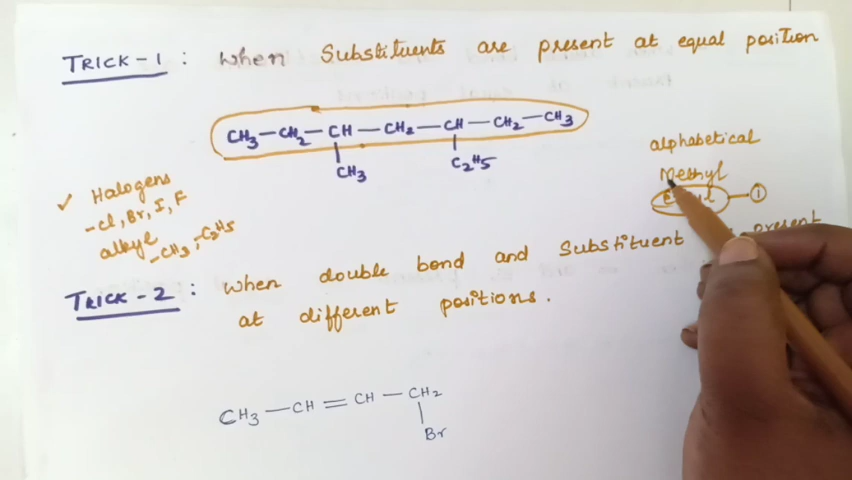 TRICK-1 : when substituents are present at equal position
CH3-CH2-CH-CH2-CH-CH2-CH3
CH3 C2H5
alphabetical
Methyl
1
✓ Halogens
-Cl, Br, I, F
alkyl
-CH3, -C2H5
TRICK-2 : when double bond and substituent present
at different positions.
CH3-CH=CH-CH2
Br